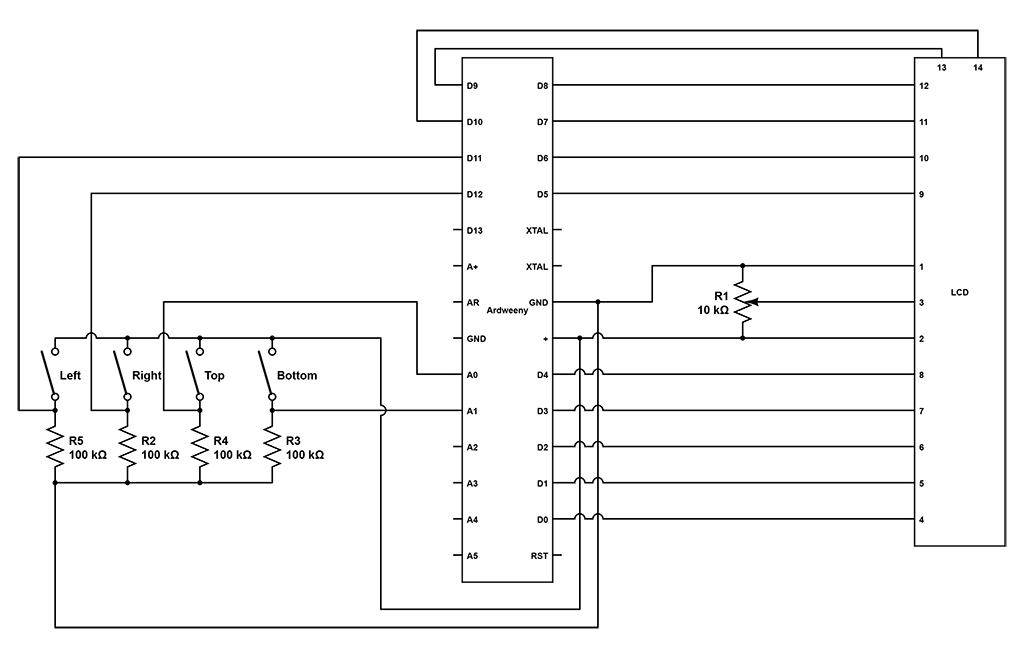 13 14
D9 D8 12
D10 D7 11
D11 D6 10
D12 D5 9
D13 XTAL
A+ XTAL 1
LCD
R1
10 kΩ
AR GND 3
Ardweeny
GND + 2
Left Right Top Bottom
A0 D4 8
A1 D3 7
R5 R2 R4 R3
100 kΩ 100 kΩ 100 kΩ 100 kΩ
A2 D2 6
A3 D1 5
A4 D0 4
A5 RST